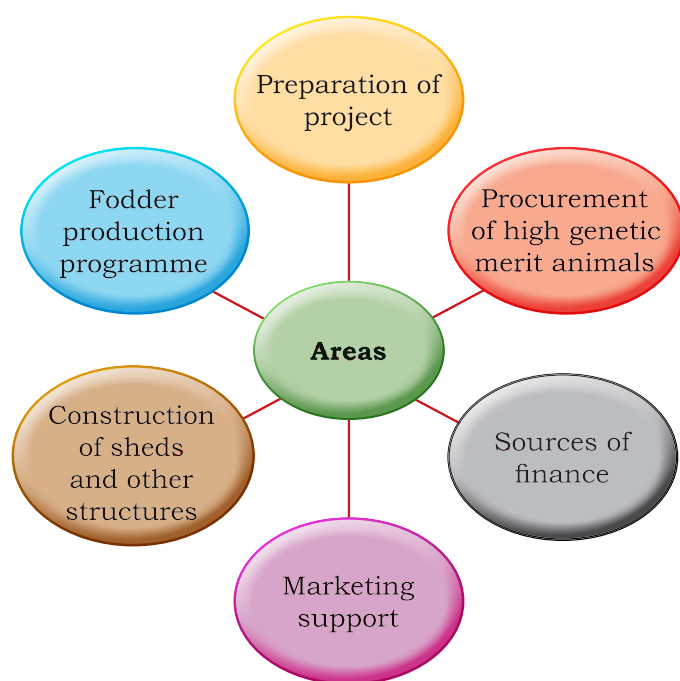 Preparation of
project
Fodder
production
programme
Procurement
of high genetic
merit animals
Areas
Construction
of sheds
and other
structures
Sources of
finance
Marketing
support